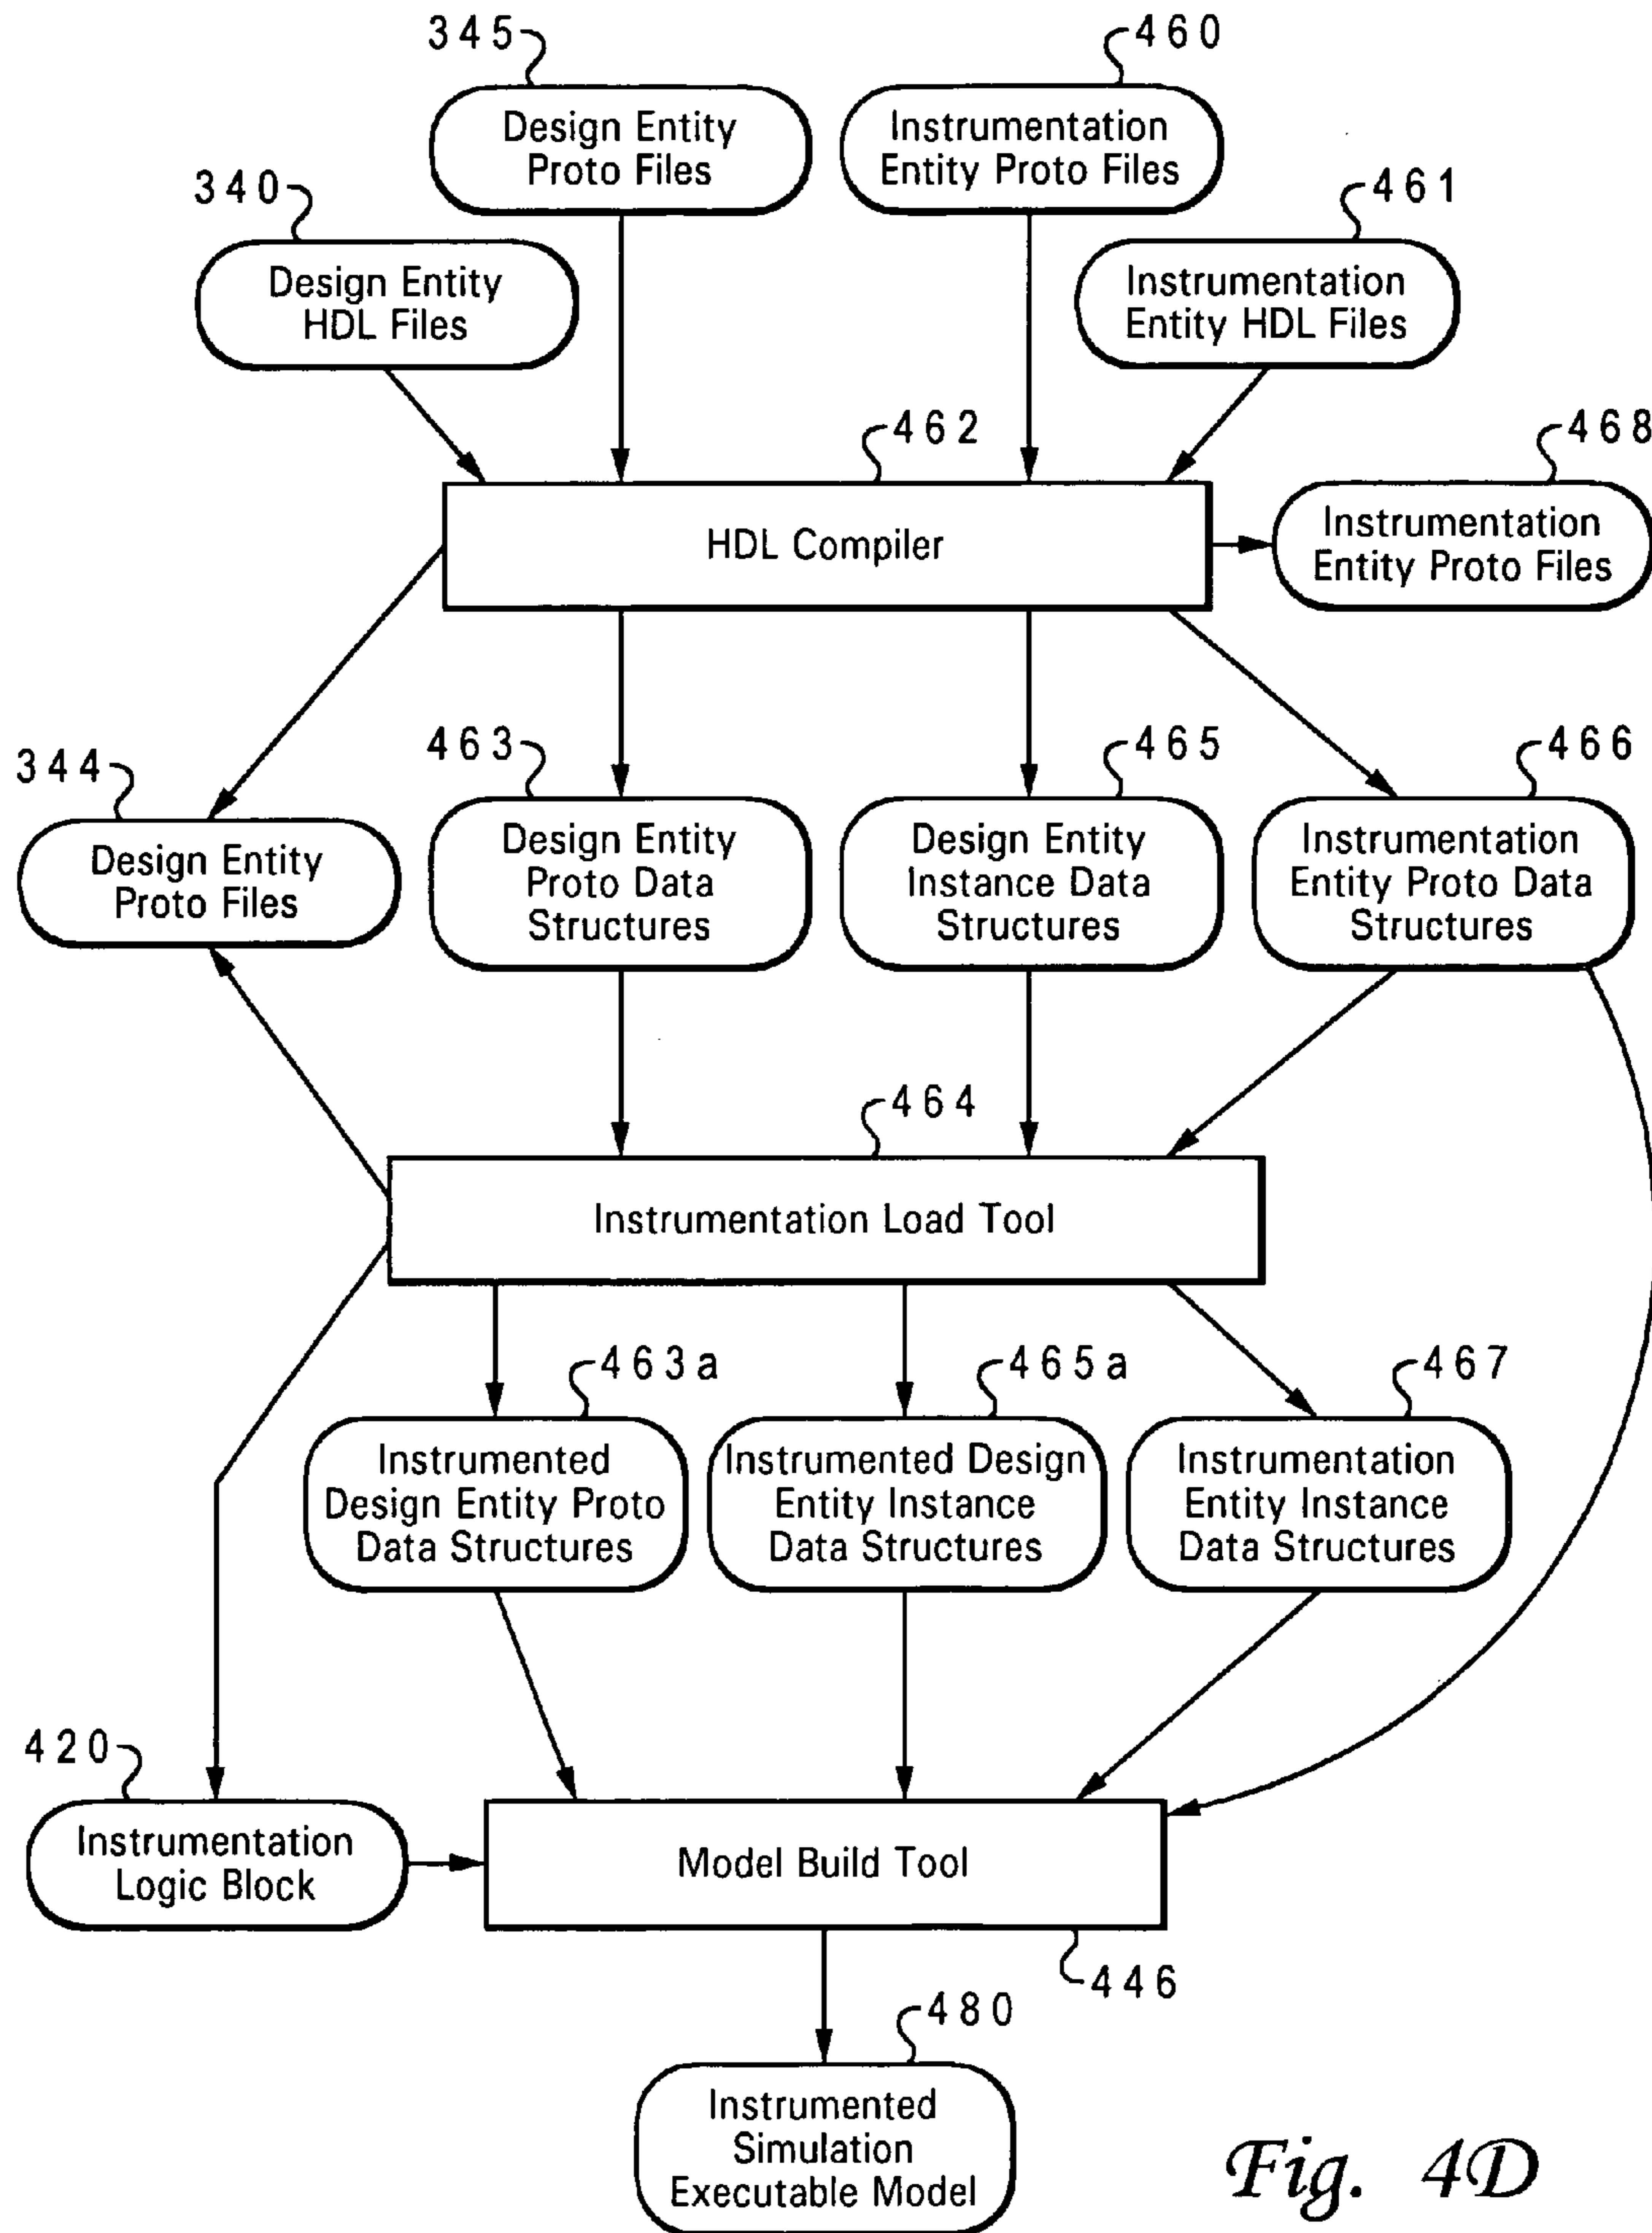 345
460
Design Entity
Proto Files
Instrumentation
Entity Proto Files
340
461
Design Entity
HDL Files
Instrumentation
Entity HDL Files
462
468
HDL Compiler
Instrumentation
Entity Proto Files
344
463
465
466
Design Entity
Proto Files
Design Entity
Proto Data
Structures
Design Entity
Instance Data
Structures
Instrumentation
Entity Proto Data
Structures
464
Instrumentation Load Tool
463a
465a
467
Instrumented
Design Entity Proto
Data Structures
Instrumented Design
Entity Instance
Data Structures
Instrumentation
Entity Instance
Data Structures
420
Instrumentation
Logic Block
Model Build Tool
446
480
Instrumented
Simulation
Executable Model
Fig. 4D